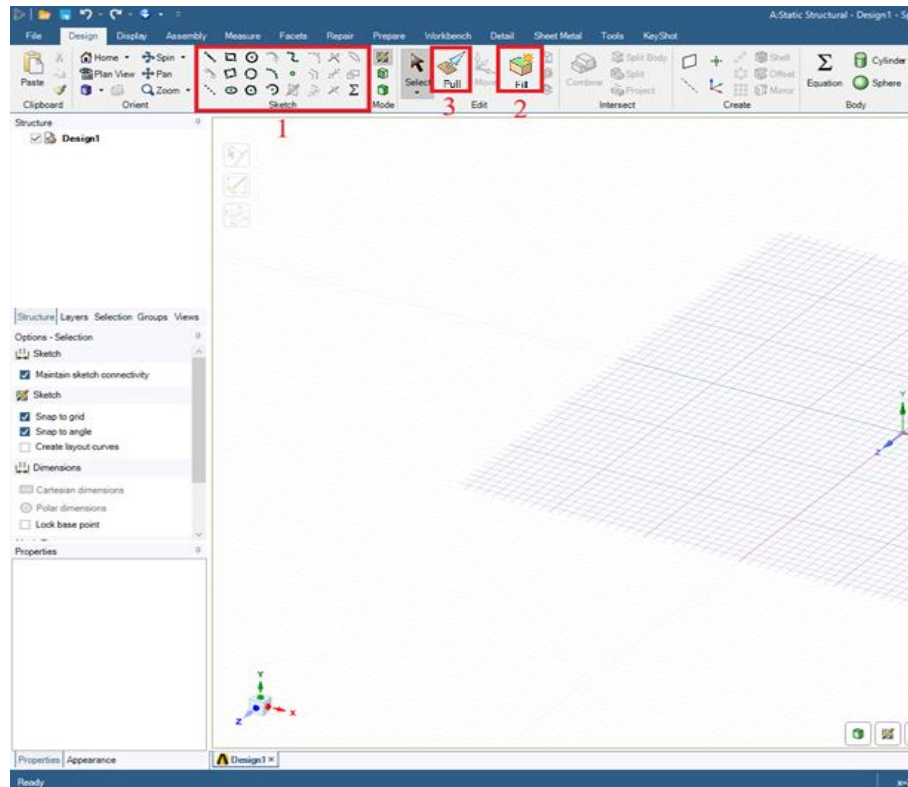 A:Static Structural - Design1 - Sp
File Design Display Assembly Measure Facets Repair Prepare Workbench Detail Sheet Metal Tools KeyShot
Paste
Home Spin
Plan View Pan
Zoom
Select Pull Move Fill
Combine
Split Body
Split
Project
Shell
Offset
Mirror
Equation
Cylinder
Sphere
Clipboard Orient Sketch Mode Edit Intersect Create Body
1 3 2
Structure
Design1
Structure Layers Selection Groups Views
Options - Selection
Sketch
Maintain sketch connectivity
Sketch
Snap to grid
Snap to angle
Create layout curves
Dimensions
Cartesian dimensions
Polar dimensions
Lock base point
Properties
Y
Z
Y
X
Z
Properties Appearance
Design1
Ready